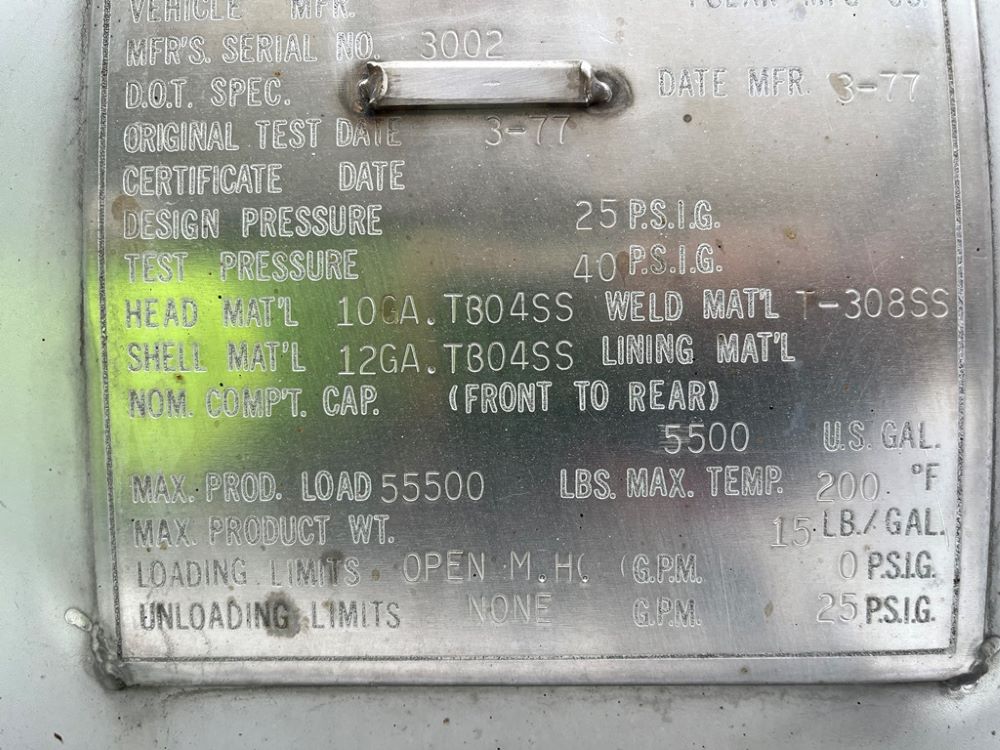 VEHICLE MFR. POLAR MFG CO.
MFR'S. SERIAL NO. 3002
D.O.T. SPEC. - DATE MFR. 3-77
ORIGINAL TEST DATE 3-77
CERTIFICATE DATE
DESIGN PRESSURE 25 P.S.I.G.
TEST PRESSURE 40 P.S.I.G.
HEAD MAT'L 10GA. T304SS WELD MAT'L T-308SS
SHELL MAT'L 12GA. T304SS LINING MAT'L
NOM. COMP'T. CAP. (FRONT TO REAR)
5500 U.S. GAL.
MAX. PROD. LOAD 55500 LBS. MAX. TEMP. 200 °F
MAX. PRODUCT WT. 15 LB./GAL.
LOADING LIMITS OPEN M.H. G.P.M. 0 P.S.I.G.
UNLOADING LIMITS NONE G.P.M. 25 P.S.I.G.